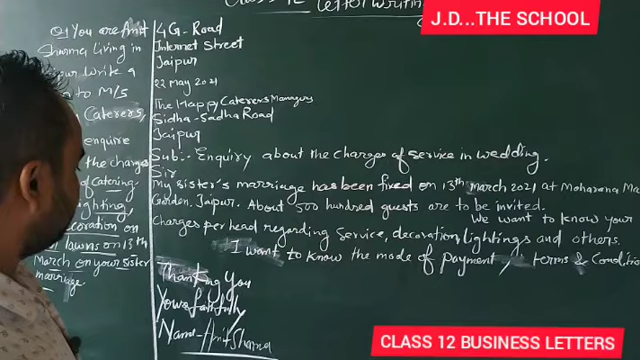 CLASS 12 Letter Writing
J.D...THE SCHOOL
Q1 You are Amit
Sharma living in
Write a
to M/S
Caterers,
enquire
the charges
of catering
lighting,
decoration on
lawns on 13th
March on your sister
marriage
4G-Road
Internet Street
Jaipur
22 May 2021
The Happy Caterers Managers
Sidha-Sadha Road
Jaipur
Sub:- Enquiry about the charges of service in wedding.
Sir
My sister's marriage has been fixed on 13th March 2021 at Moharana Ma
Garden, Jaipur. About 500 hundred guests are to be invited.
We want to know your
Charges per head regarding service, decoration, lightings and others.
I want to know the mode of payment, terms & Conditio
Thanking you
Yours faithfully
Name- Amit Sharma
CLASS 12 BUSINESS LETTERS